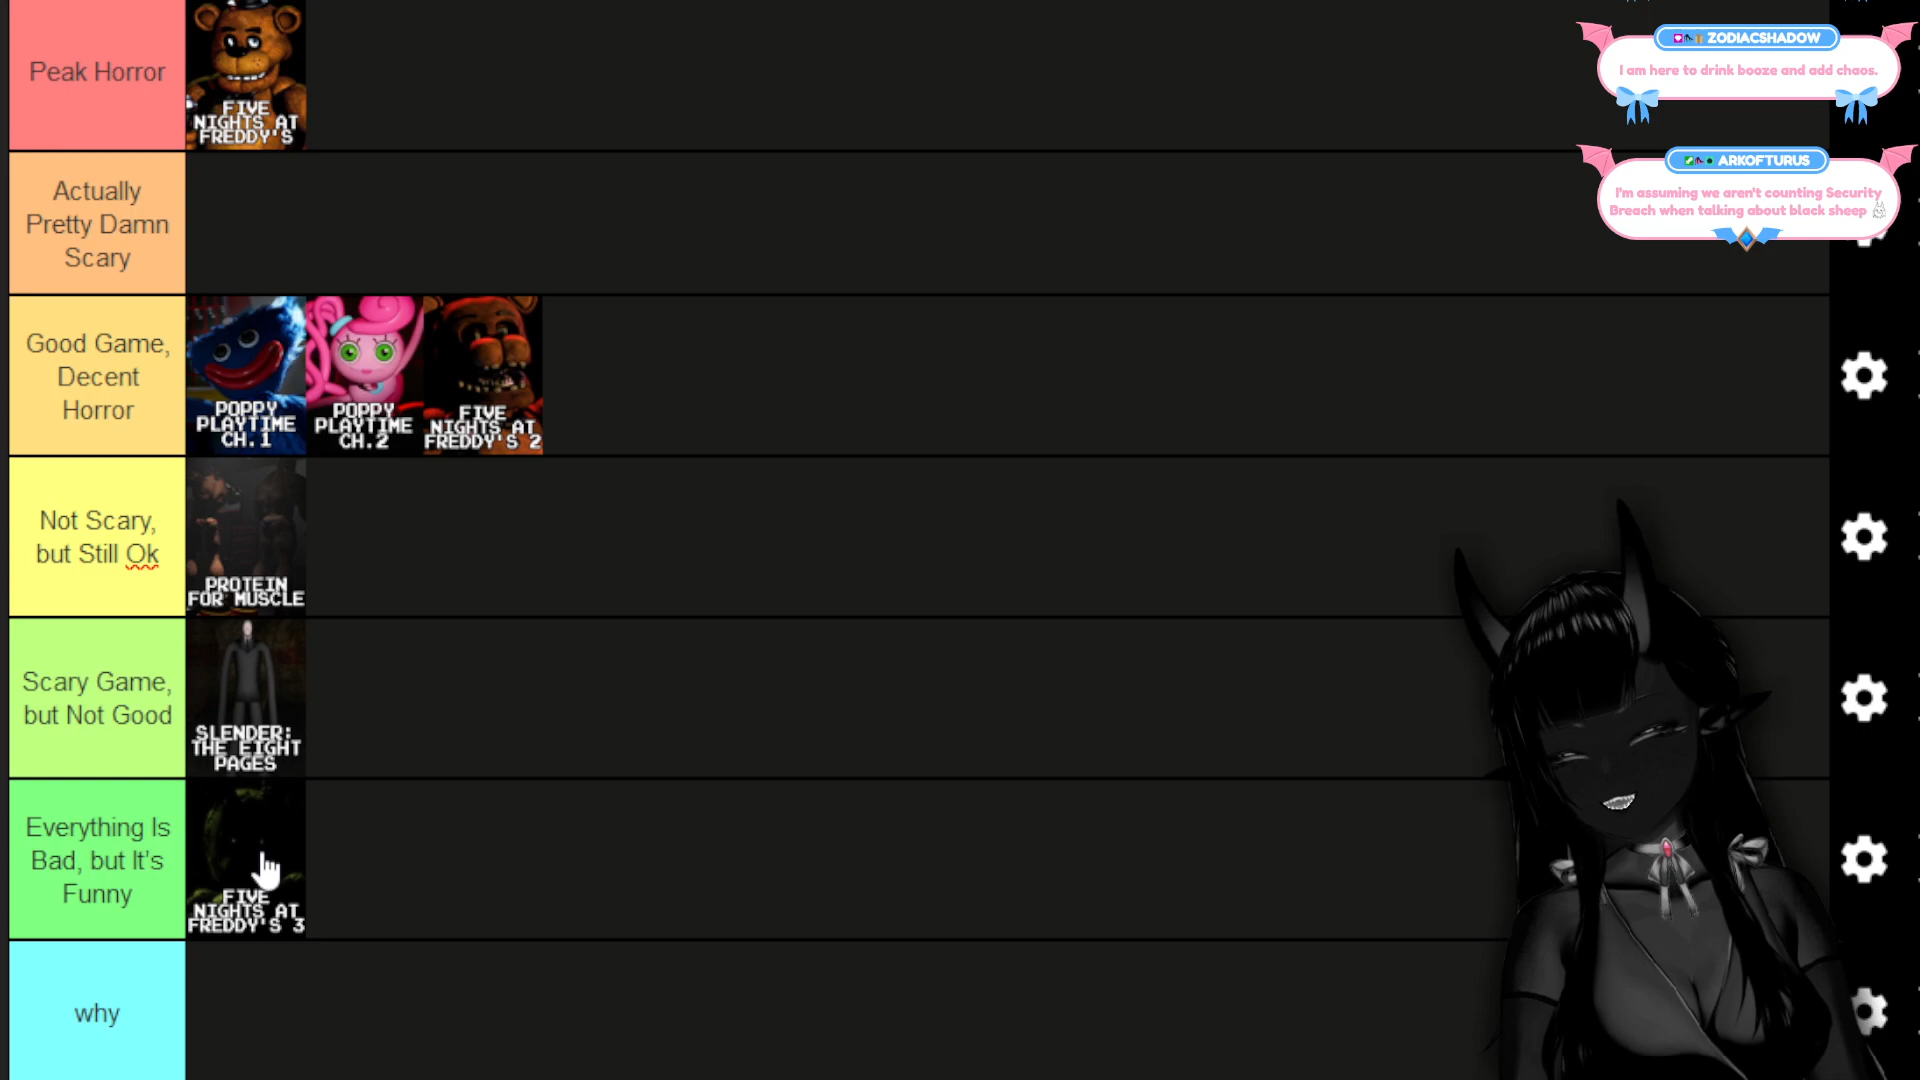 Peak Horror
FIVE
NIGHTS AT
FREDDY'S
Actually
Pretty Damn
Scary
Good Game,
Decent
Horror
POPPY
PLAYTIME
CH.1
POPPY
PLAYTIME
CH.2
FIVE
NIGHTS AT
FREDDY'S 2
Not Scary,
but Still Ok
PROTEIN
FOR MUSCLE
Scary Game,
but Not Good
SLENDER:
THE EIGHT
PAGES
Everything Is
Bad, but It's
Funny
FIVE
NIGHTS AT
FREDDY'S 3
why
ZODIACSHADOW
I am here to drink booze and add chaos.
ARKOFTURUS
I'm assuming we aren't counting Security
Breach when talking about black sheep